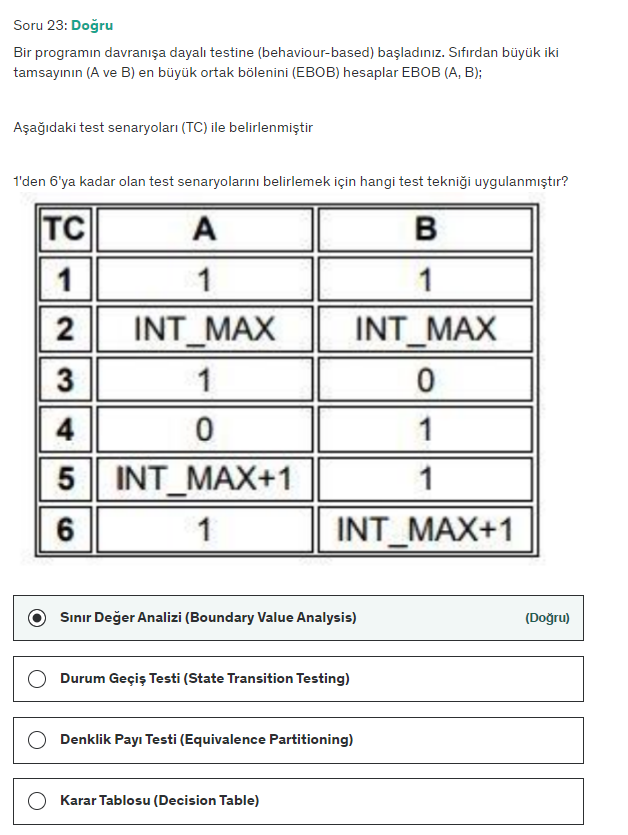 Soru 23: Doğru
Bir programın davranışa dayalı testine (behaviour-based) başladınız. Sıfırdan büyük iki
tamsayının (A ve B) en büyük ortak bölenini (EBOB) hesaplar EBOB (A, B);
Aşağıdaki test senaryoları (TC) ile belirlenmiştir
1'den 6'ya kadar olan test senaryolarını belirlemek için hangi test tekniği uygulanmıştır?
TC A B
1 1 1
2 INT_MAX INT_MAX
3 1 0
4 0 1
5 INT_MAX+1 1
6 1 INT_MAX+1
Sınır Değer Analizi (Boundary Value Analysis) (Doğru)
Durum Geçiş Testi (State Transition Testing)
Denklik Payı Testi (Equivalence Partitioning)
Karar Tablosu (Decision Table)